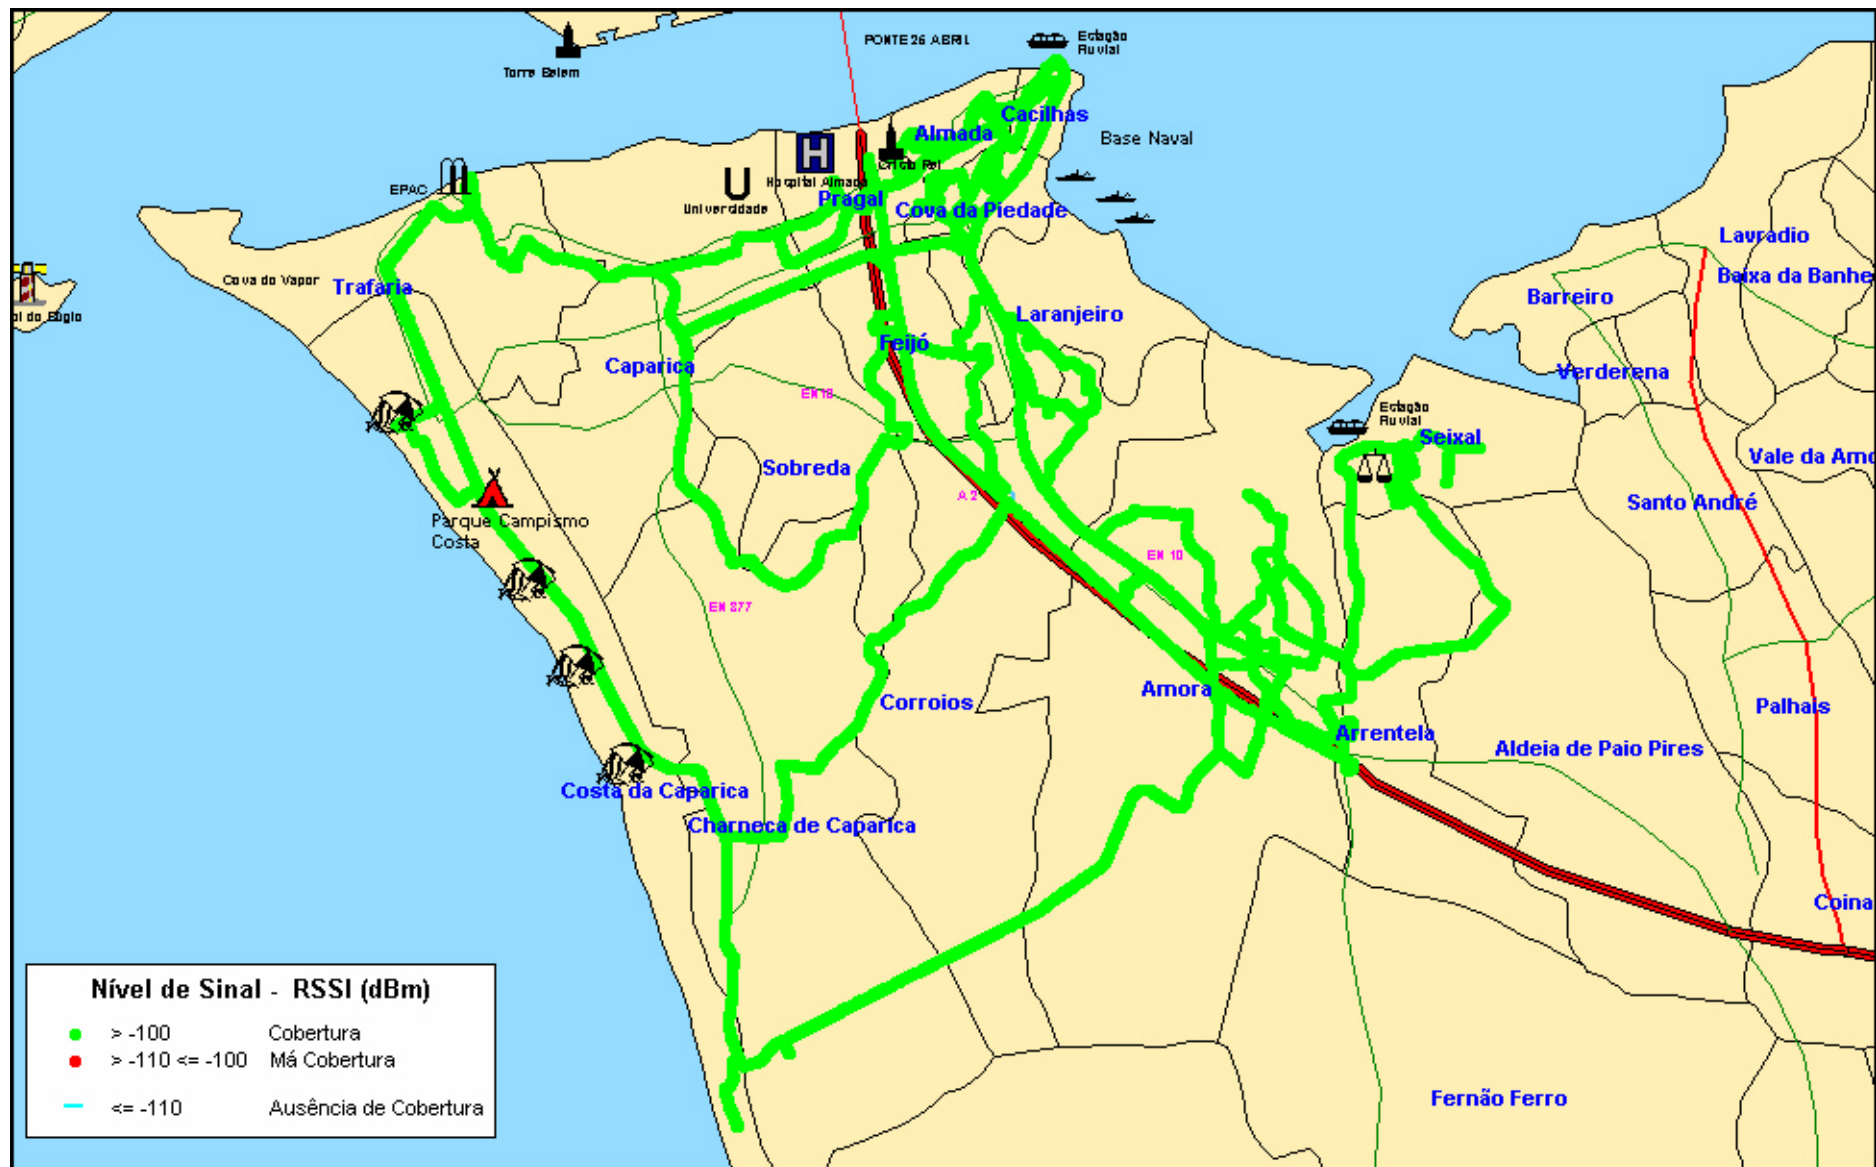 PONTE 25 ABRIL
Estação
Fluvial
Torre Belem
Cacilhas
Almada
Base Naval
Cristo Rei
H
Hospital Almada
EPAC
U
Universidade
Pragal
Cova da Piedade
Lavradio
Cova do Vapor
Trafaria
Baixa da Banhe
Barreiro
ol do Bugio
Laranjeiro
Feijó
Caparica
Verderena
EN 10
Estação
Fluvial
Seixal
Vale da Amo
Sobreda
A 2
Santo André
Parque Campismo
Costa
EN 10
EN 377
Amora
Corroios
Palhais
Arrentela
Aldeia de Paio Pires
Costa da Caparica
Charneca de Caparica
Coina
Fernão Ferro
Nível de Sinal - RSSI (dBm)
> -100 Cobertura
> -110 <= -100 Má Cobertura
<= -110 Ausência de Cobertura